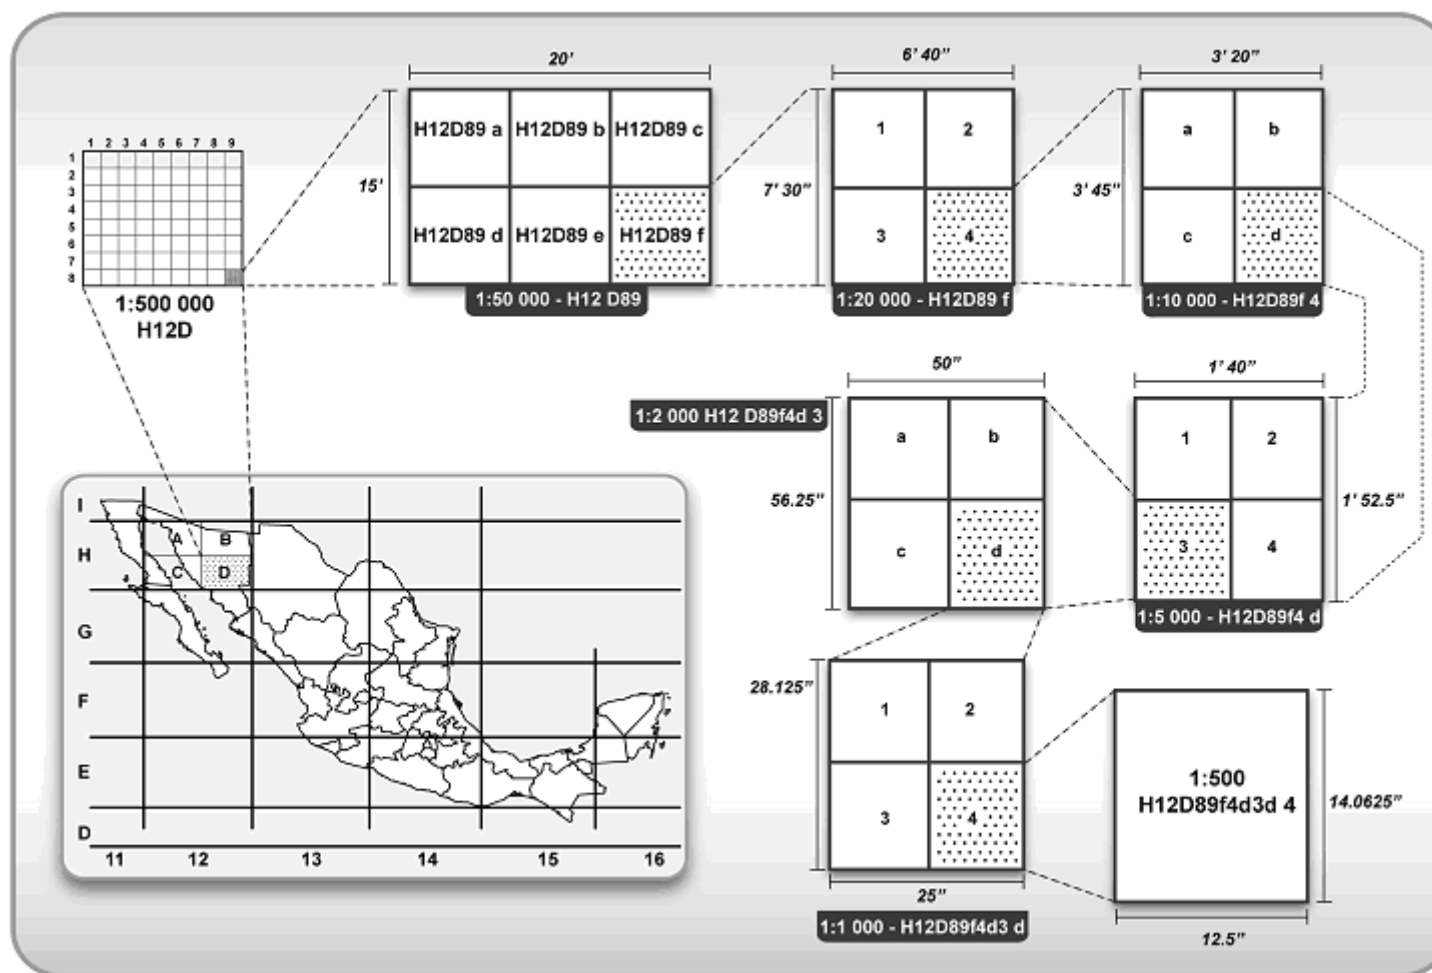 20'
6' 40”
3' 20”
1 2 3 4 5 6 7 8 9
1
2
3
4
5
6
7
8
1:500 000
H12D
15'
H12D89 a H12D89 b H12D89 c
H12D89 d H12D89 e H12D89 f
1:50 000 - H12 D89
7' 30”
1 2
3 4
1:20 000 - H12D89 f
3' 45”
a b
c d
1:10 000 - H12D89f 4
50”
1:2 000 H12 D89f4d 3
56.25”
a b
c d
1' 40”
1 2
3 4
1' 52.5”
1:5 000 - H12D89f4 d
I
H
G
F
E
D
A B
C D
11 12 13 14 15 16
28.125”
1 2
3 4
25”
1:1 000 - H12D89f4d3 d
1:500
H12D89f4d3d 4
14.0625”
12.5”